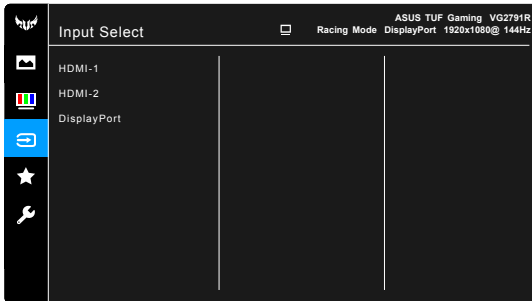 ASUS TUF Gaming VG2791R
Input Select
Racing Mode DisplayPort 1920x1080@ 144Hz
HDMI-1
HDMI-2
DisplayPort